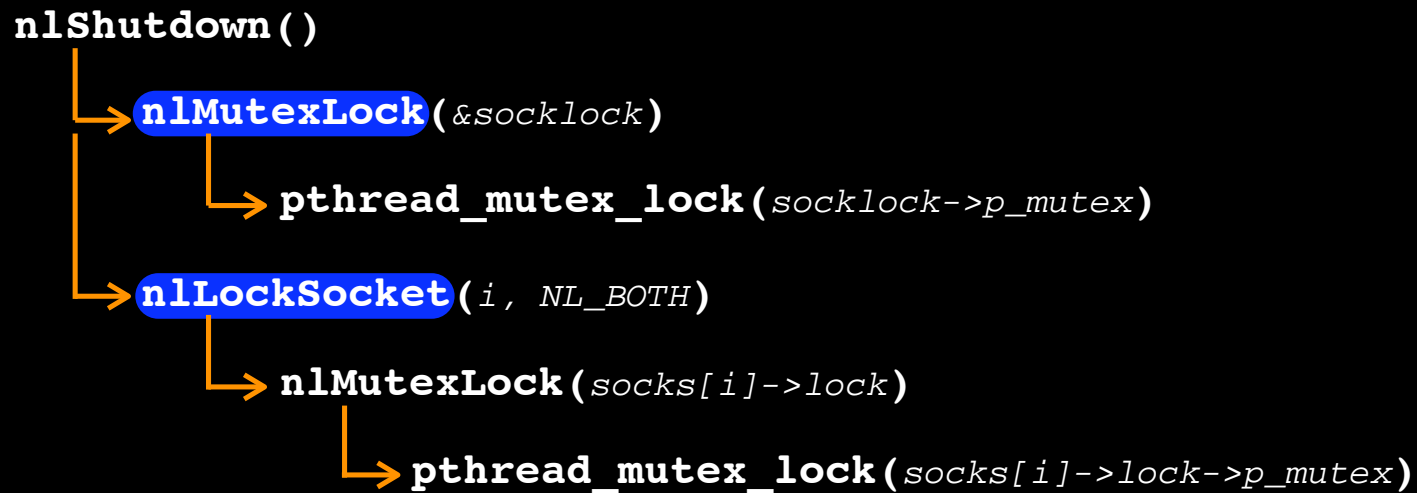 nlShutdown()
nlMutexLock(&socklock)
pthread_mutex_lock(socklock->p_mutex)
nlLockSocket(i, NL_BOTH)
nlMutexLock(socks[i]->lock)
pthread_mutex_lock(socks[i]->lock->p_mutex)